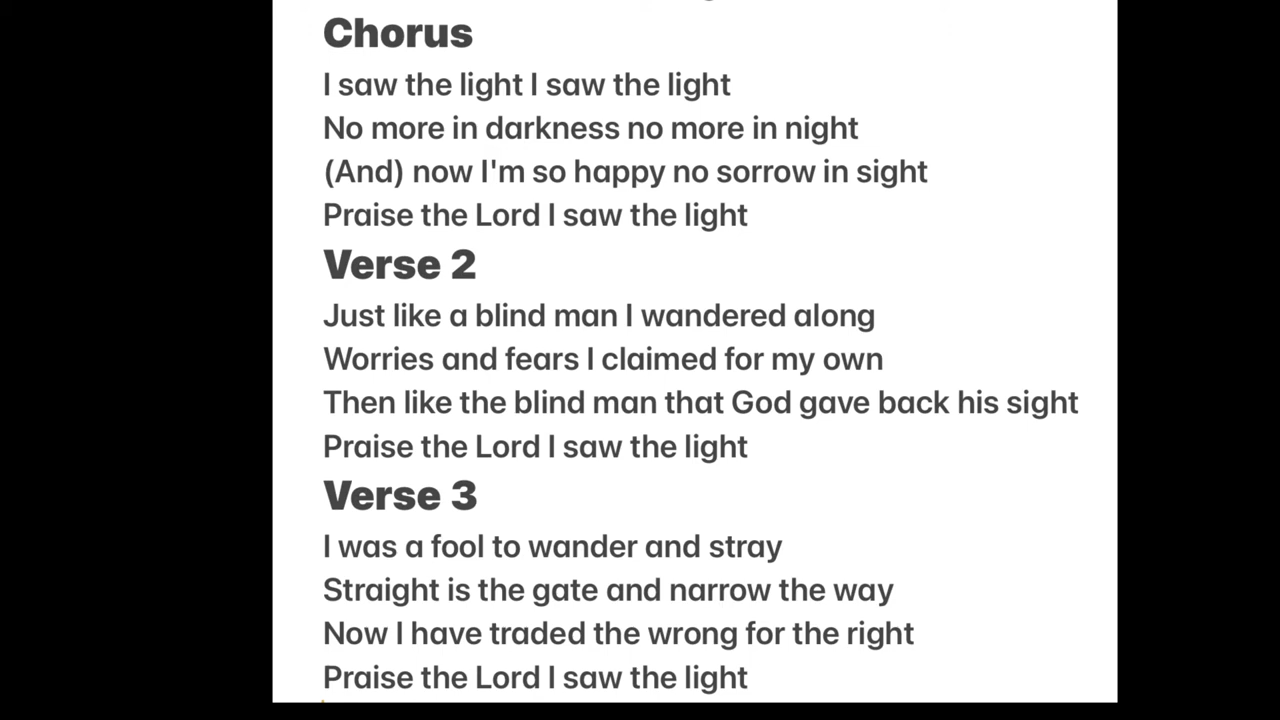 Chorus
I saw the light I saw the light
No more in darkness no more in night
(And) now I'm so happy no sorrow in sight
Praise the Lord I saw the light
Verse 2
Just like a blind man I wandered along
Worries and fears I claimed for my own
Then like the blind man that God gave back his sight
Praise the Lord I saw the light
Verse 3
I was a fool to wander and stray
Straight is the gate and narrow the way
Now I have traded the wrong for the right
Praise the Lord I saw the light